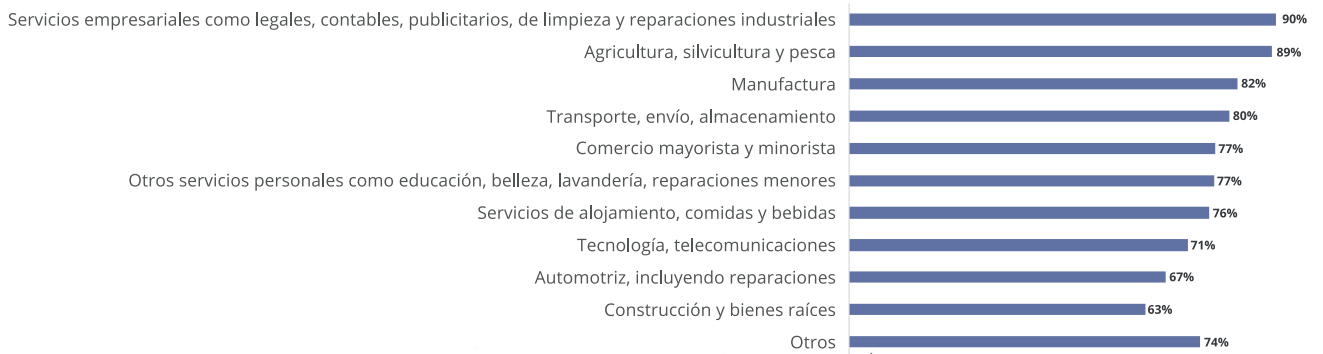 Servicios empresariales como legales, contables, publicitarios, de limpieza y reparaciones industriales 90%
Agricultura, silvicultura y pesca 89%
Manufactura 82%
Transporte, envío, almacenamiento 80%
Comercio mayorista y minorista 77%
Otros servicios personales como educación, belleza, lavandería, reparaciones menores 77%
Servicios de alojamiento, comidas y bebidas 76%
Tecnología, telecomunicaciones 71%
Automotriz, incluyendo reparaciones 67%
Construcción y bienes raíces 63%
Otros 74%